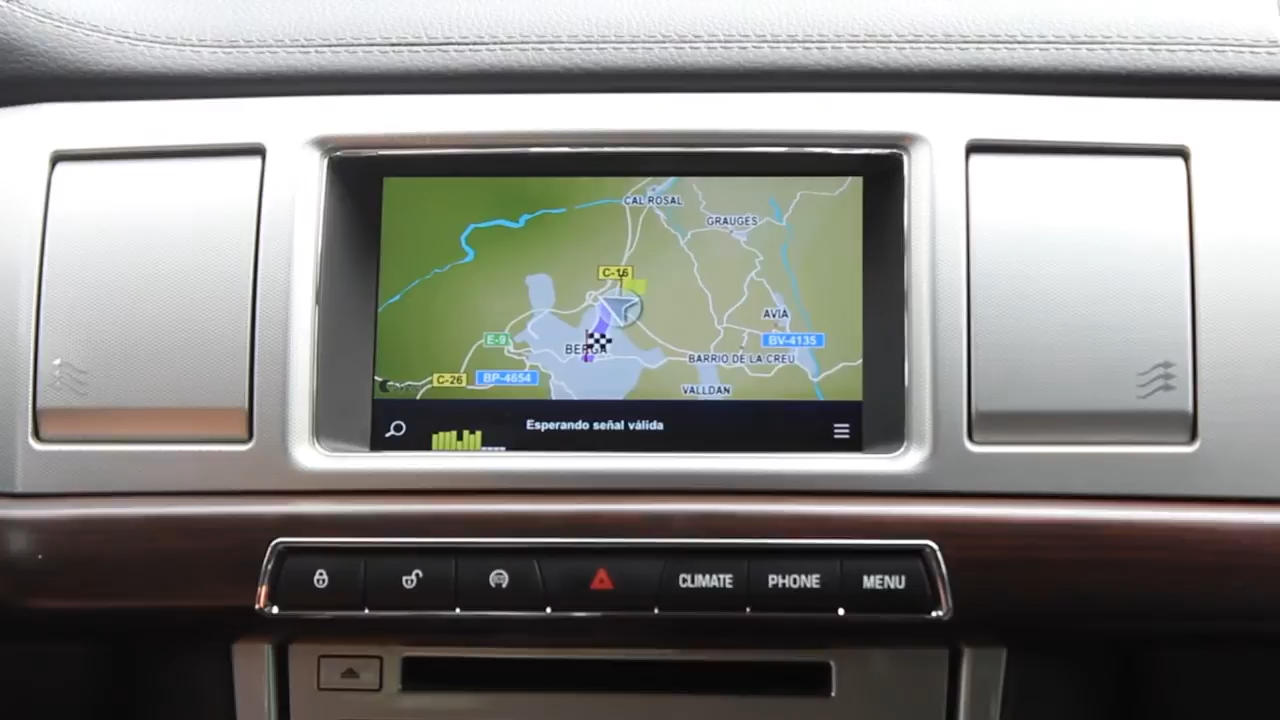 CAL ROSAL
GRAUGES
C-16
AVIA
E-9
BV-4135
BERGA
BARRIO DE LA CREU
C-26
BP-4654
VALLDAN
Esperando señal válida
CLIMATE
PHONE
MENU